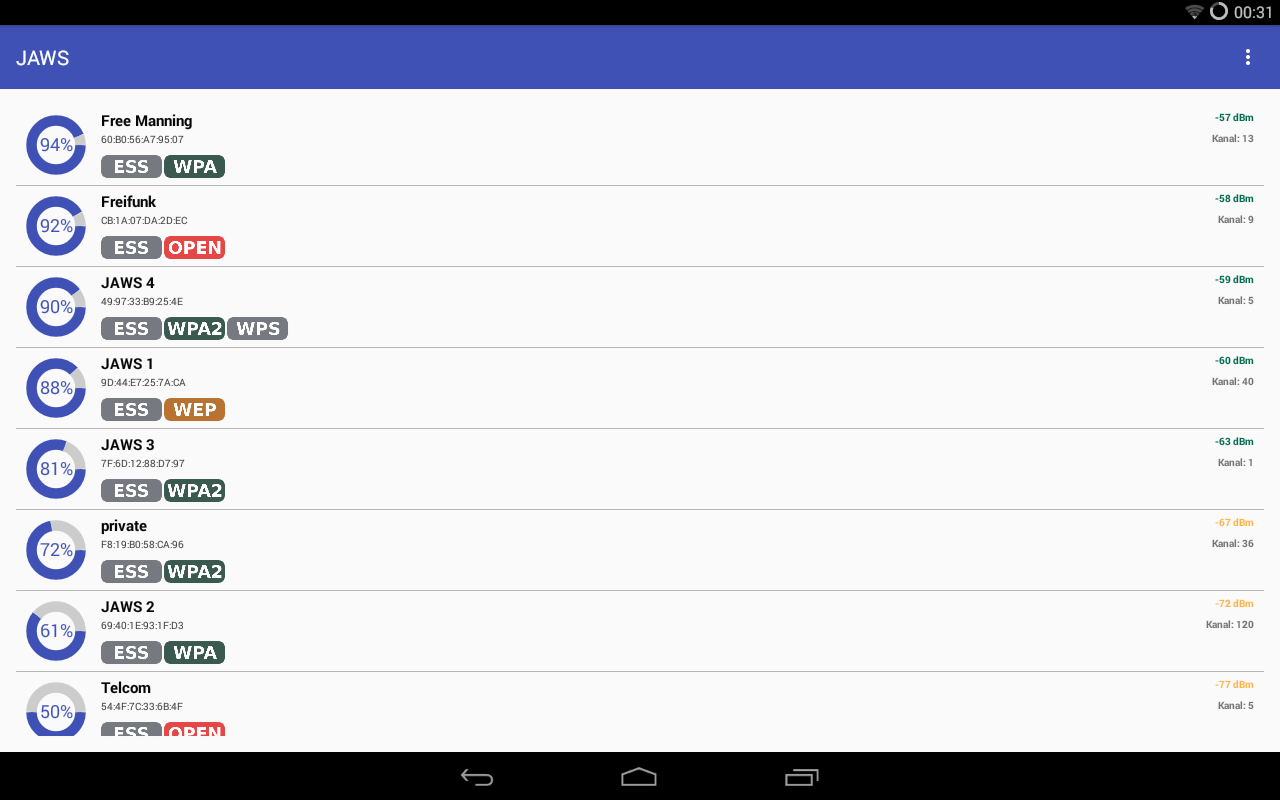 00:31
JAWS
94%
Free Manning
60:B0:56:A7:95:07
ESS WPA
-57 dBm
Kanal: 13
92%
Freifunk
CB:1A:07:DA:2D:EC
ESS OPEN
-58 dBm
Kanal: 9
90%
JAWS 4
49:97:33:B9:25:4E
ESS WPA2 WPS
-59 dBm
Kanal: 5
88%
JAWS 1
9D:44:E7:25:7A:CA
ESS WEP
-60 dBm
Kanal: 40
81%
JAWS 3
7F:6D:12:88:D7:97
ESS WPA2
-63 dBm
Kanal: 1
72%
private
F8:19:B0:58:CA:96
ESS WPA2
-67 dBm
Kanal: 36
61%
JAWS 2
69:40:1E:93:1F:D3
ESS WPA
-72 dBm
Kanal: 120
50%
Telcom
54:4F:7C:33:6B:4F
ESS OPEN
-77 dBm
Kanal: 5